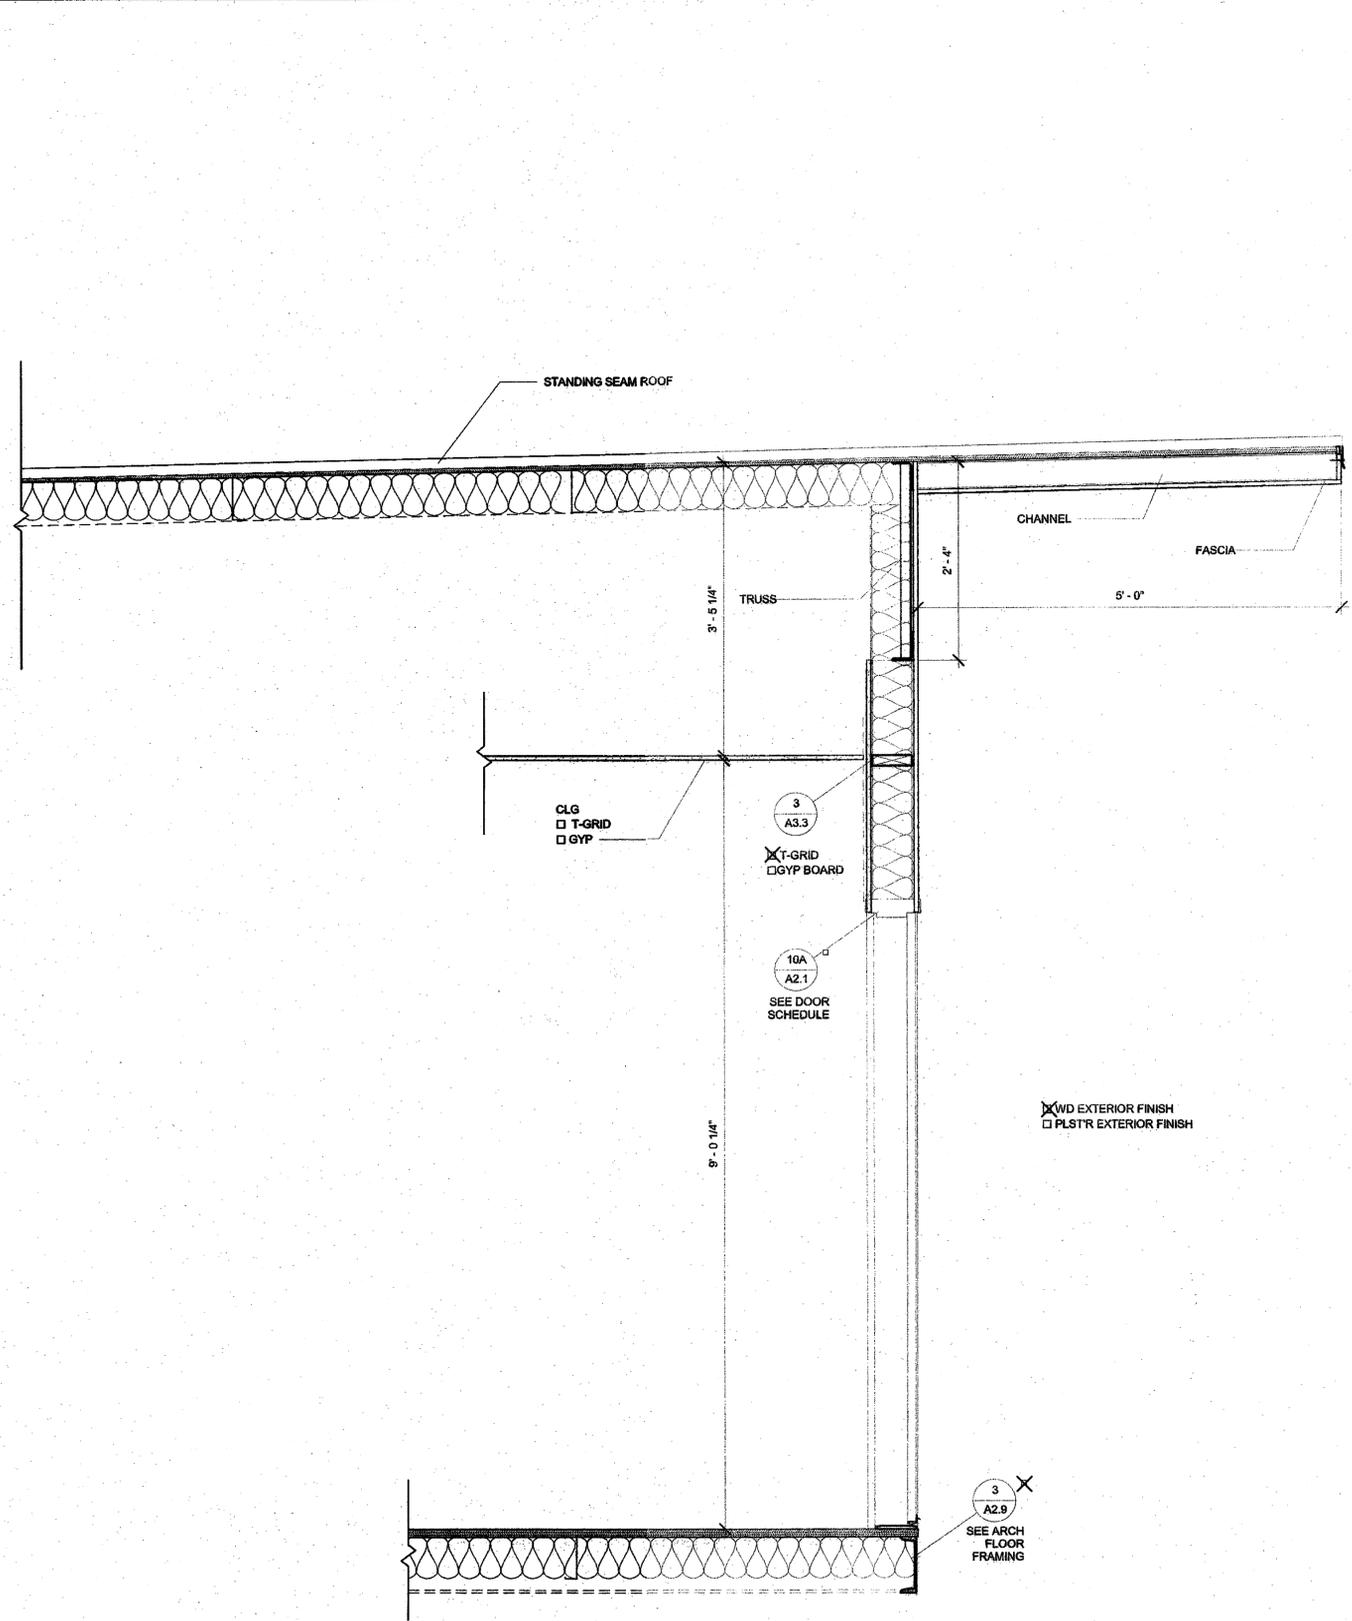 STANDING SEAM ROOF
CHANNEL
FASCIA
2' - 4"
5' - 0"
TRUSS
3' - 5 1/4"
CLG
T-GRID
GYP
3
A3.3
T-GRID
GYP BOARD
10A
A2.1
SEE DOOR
SCHEDULE
WD EXTERIOR FINISH
PLST'R EXTERIOR FINISH
9' - 0 1/4"
3
A2.9
SEE ARCH
FLOOR
FRAMING